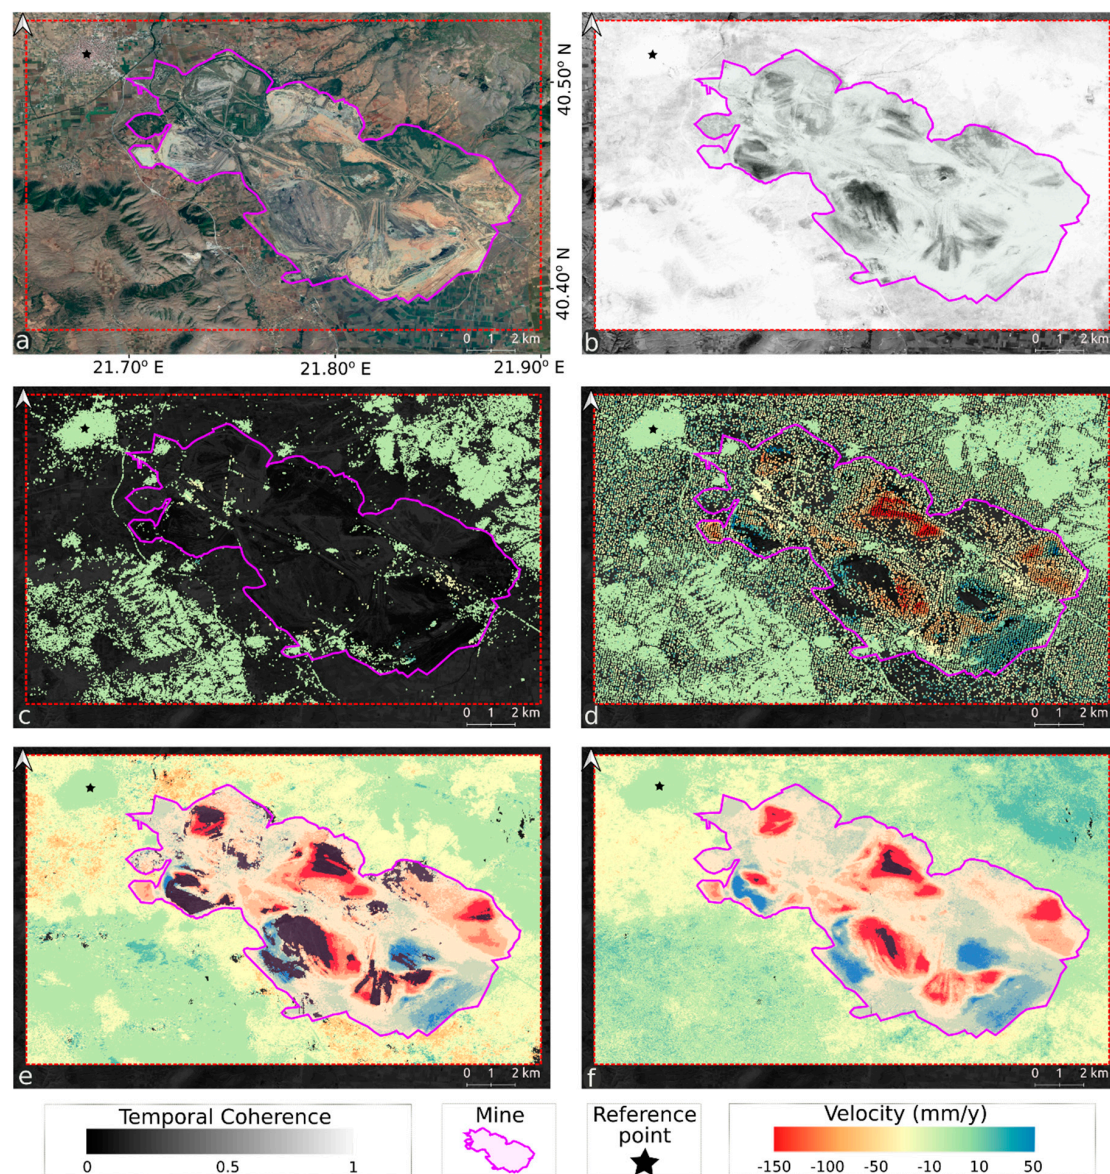 40.50° N
40.40° N
0 1 2 km
a
0 1 2 km
b
21.70° E 21.80° E 21.90° E
0 1 2 km
c
0 1 2 km
d
0 1 2 km
e
0 1 2 km
f
Temporal Coherence
0 0.5 1
Mine
Reference
point
Velocity (mm/y)
-150 -100 -50 -10 10 50